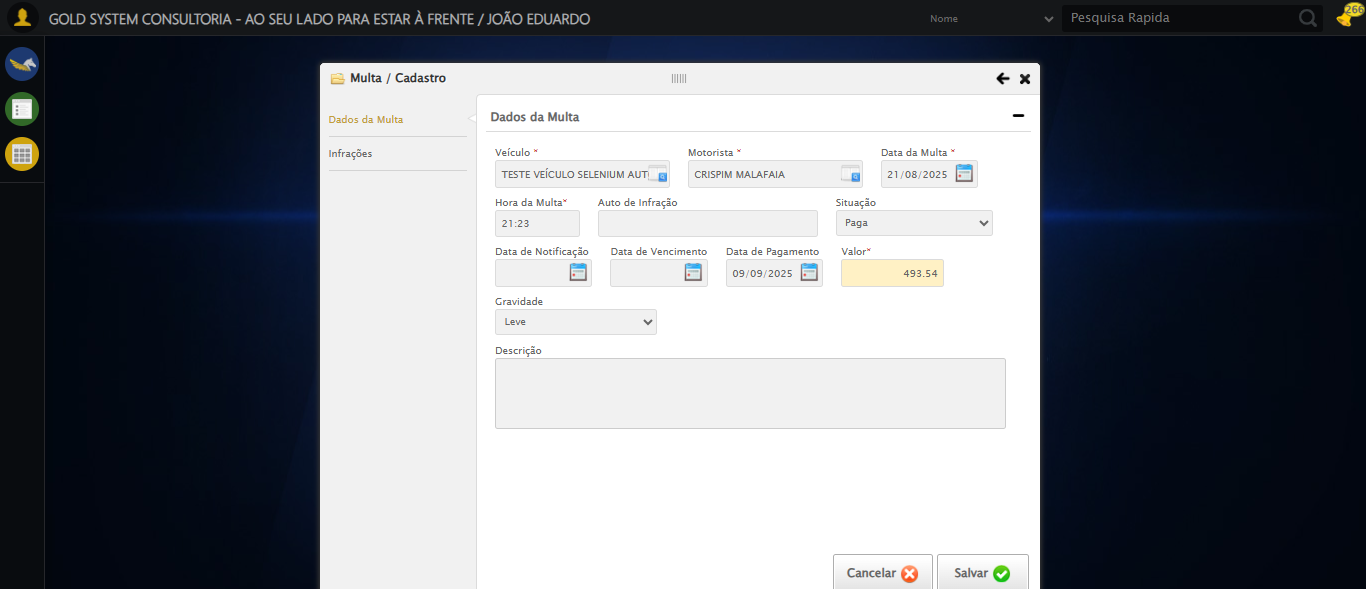 GOLD SYSTEM CONSULTORIA - AO SEU LADO PARA ESTAR À FRENTE / JOÃO EDUARDO
Nome
Pesquisa Rapida
266
Multa / Cadastro
Dados da Multa
Infrações
Dados da Multa
Veículo * Motorista * Data da Multa *
TESTE VEÍCULO SELENIUM AUT CRISPIM MALAFAIA 21/08/2025
Hora da Multa* Auto de Infração Situação
21:23 Paga
Data de Notificação Data de Vencimento Data de Pagamento Valor*
09/09/2025 493.54
Gravidade
Leve
Descrição
Cancelar Salvar